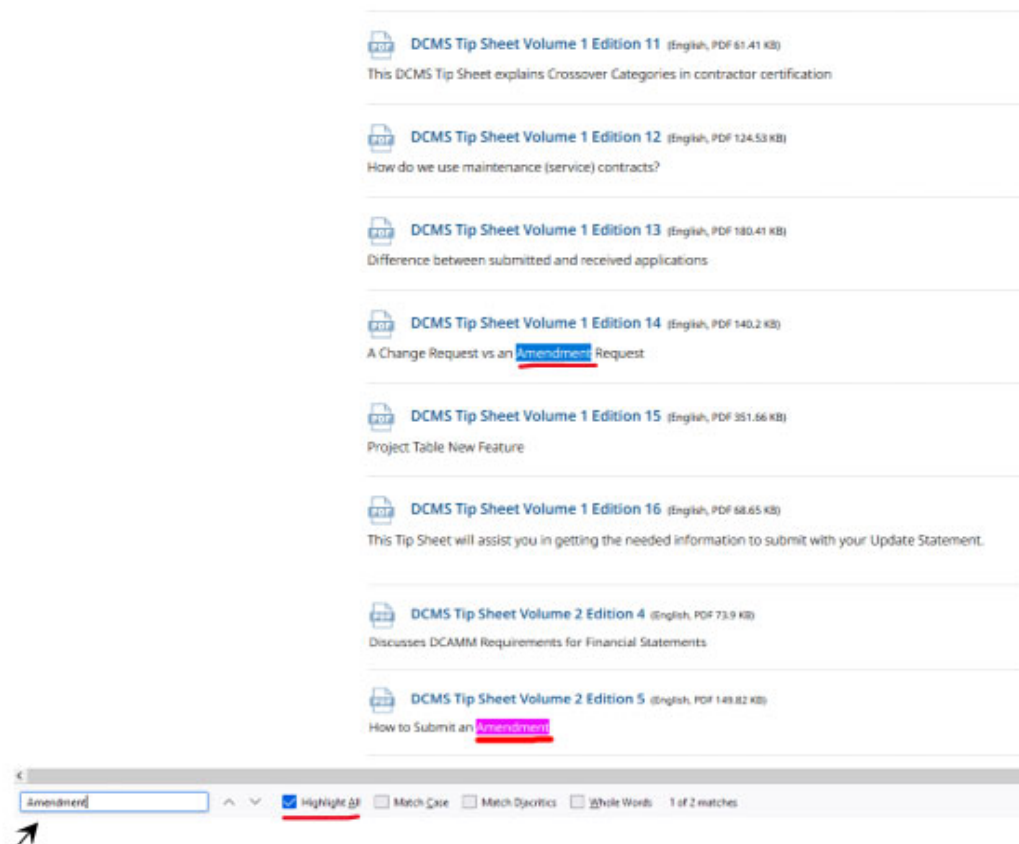 DCMS Tip Sheet Volume 1 Edition 11 (English, PDF 61.41 KB)
This DCMS Tip Sheet explains Crossover Categories in contractor certification
DCMS Tip Sheet Volume 1 Edition 12 (English, PDF 124.53 KB)
How do we use maintenance (service) contracts?
DCMS Tip Sheet Volume 1 Edition 13 (English, PDF 180.41 KB)
Difference between submitted and received applications
DCMS Tip Sheet Volume 1 Edition 14 (English, PDF 140.2 KB)
A Change Request vs an Amendment Request
DCMS Tip Sheet Volume 1 Edition 15 (English, PDF 351.66 KB)
Project Table New Feature
DCMS Tip Sheet Volume 1 Edition 16 (English, PDF 68.65 KB)
This Tip Sheet will assist you in getting the needed information to submit with your Update Statement.
DCMS Tip Sheet Volume 2 Edition 4 (English, PDF 73.9 KB)
Discusses DCAMM Requirements for Financial Statements
DCMS Tip Sheet Volume 2 Edition 5 (English, PDF 149.82 KB)
How to Submit an Amendment
Amendment Highlight All Match Case Match Diacritics Whole Words 1 of 2 matches